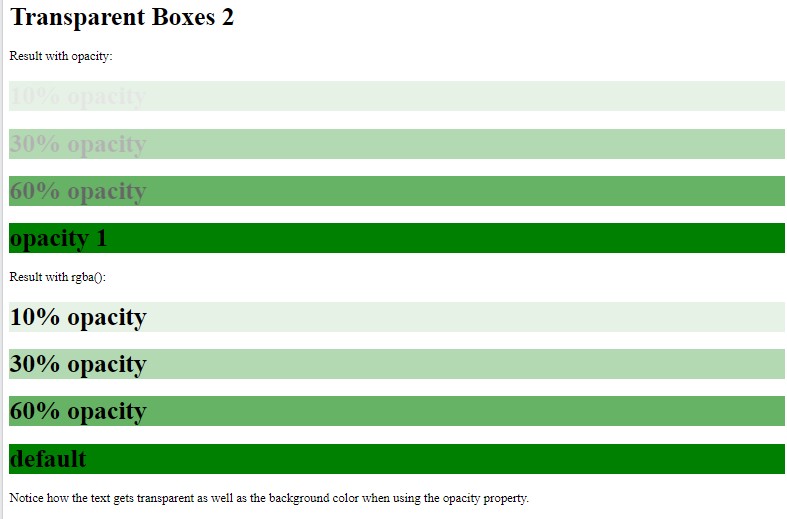 Transparent Boxes 2
Result with opacity:
10% opacity
30% opacity
60% opacity
opacity 1
Result with rgba():
10% opacity
30% opacity
60% opacity
default
Notice how the text gets transparent as well as the background color when using the opacity property.